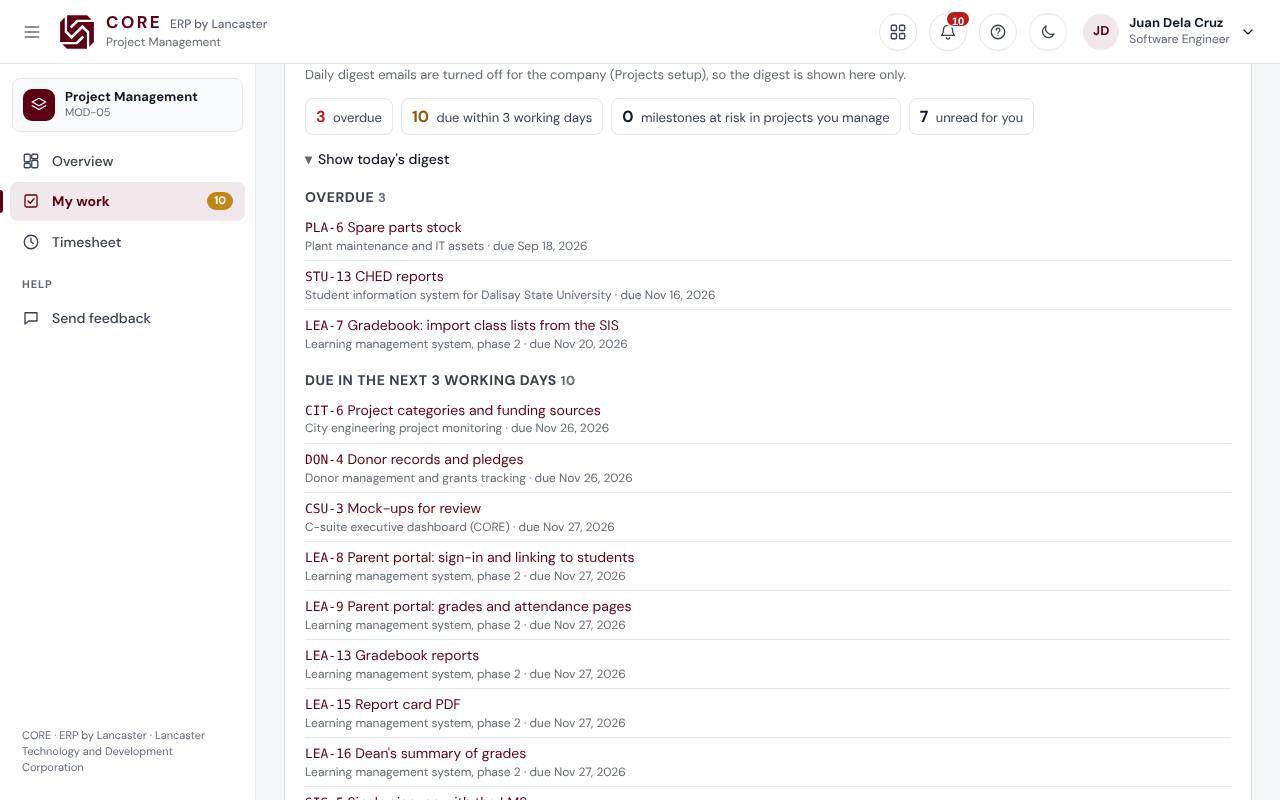 CORE ERP by Lancaster
Project Management
10
JD
Juan Dela Cruz
Software Engineer
Project Management
MOD-05
Overview
My work 10
Timesheet
HELP
Send feedback
CORE · ERP by Lancaster · Lancaster
Technology and Development
Corporation
Daily digest emails are turned off for the company (Projects setup), so the digest is shown here only.
3 overdue
10 due within 3 working days
0 milestones at risk in projects you manage
7 unread for you
▾ Show today's digest
OVERDUE 3
PLA-6 Spare parts stock
Plant maintenance and IT assets · due Sep 18, 2026
STU-13 CHED reports
Student information system for Dalisay State University · due Nov 16, 2026
LEA-7 Gradebook: import class lists from the SIS
Learning management system, phase 2 · due Nov 20, 2026
DUE IN THE NEXT 3 WORKING DAYS 10
CIT-6 Project categories and funding sources
City engineering project monitoring · due Nov 26, 2026
DON-4 Donor records and pledges
Donor management and grants tracking · due Nov 26, 2026
CSU-3 Mock-ups for review
C-suite executive dashboard (CORE) · due Nov 27, 2026
LEA-8 Parent portal: sign-in and linking to students
Learning management system, phase 2 · due Nov 27, 2026
LEA-9 Parent portal: grades and attendance pages
Learning management system, phase 2 · due Nov 27, 2026
LEA-13 Gradebook reports
Learning management system, phase 2 · due Nov 27, 2026
LEA-15 Report card PDF
Learning management system, phase 2 · due Nov 27, 2026
LEA-16 Dean's summary of grades
Learning management system, phase 2 · due Nov 27, 2026